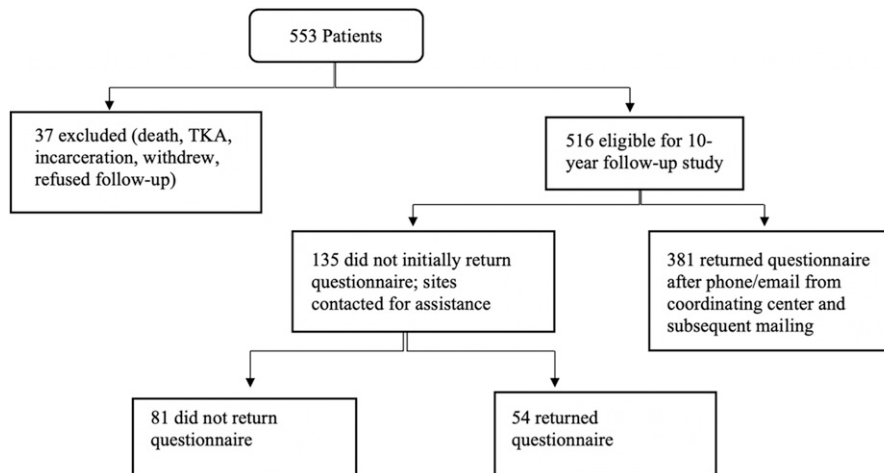 553 Patients
37 excluded (death, TKA,
incarceration, withdrew,
refused follow-up)
516 eligible for 10-
year follow-up study
135 did not initially return
questionnaire; sites
contacted for assistance
381 returned questionnaire
after phone/email from
coordinating center and
subsequent mailing
81 did not return
questionnaire
54 returned
questionnaire